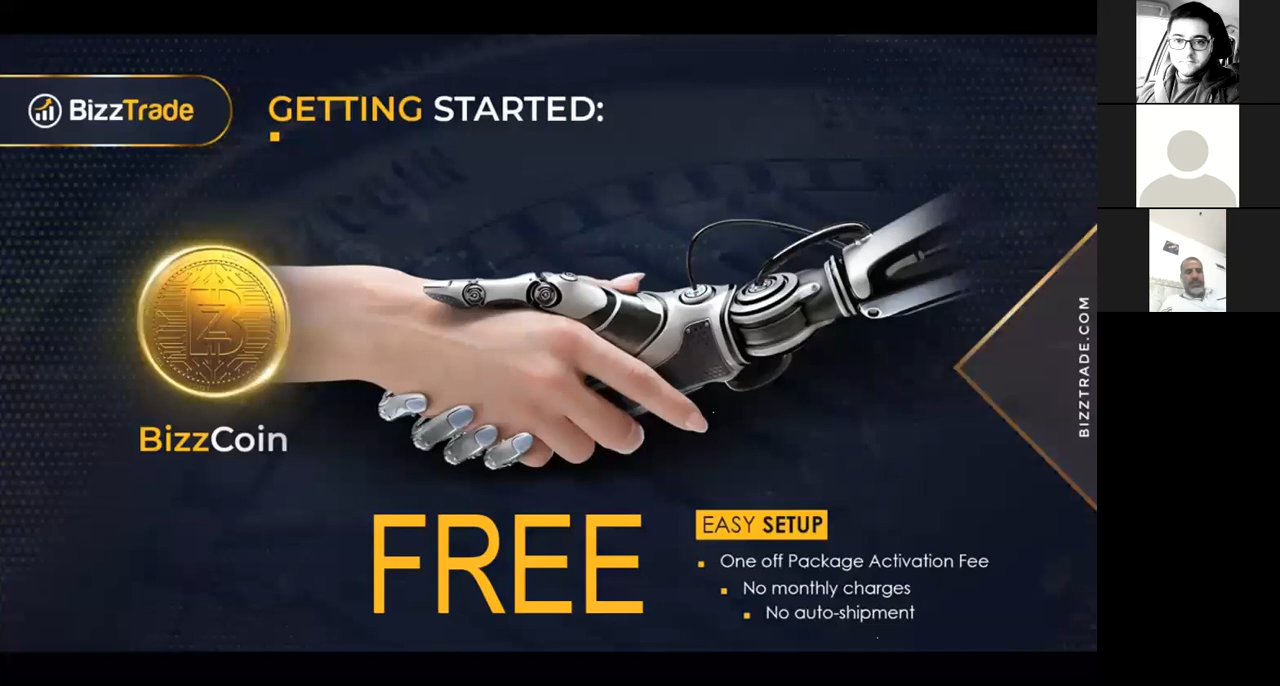 BizzTrade
GETTING STARTED:
BizzCoin
FREE
EASY SETUP
One off Package Activation Fee
No monthly charges
No auto-shipment
BIZZTRADE.COM